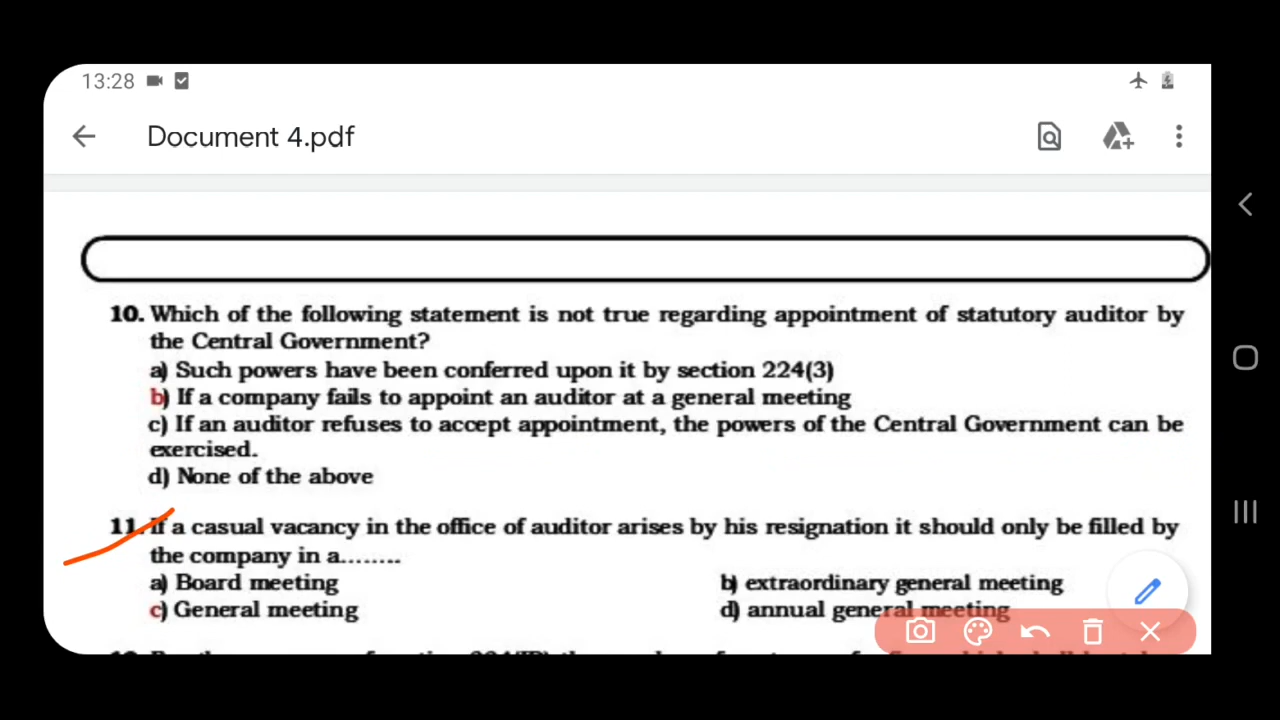 13:28
Document 4.pdf
10. Which of the following statement is not true regarding appointment of statutory auditor by
the Central Government?
a) Such powers have been conferred upon it by section 224(3)
b) If a company fails to appoint an auditor at a general meeting
c) If an auditor refuses to accept appointment, the powers of the Central Government can be
exercised.
d) None of the above
11. If a casual vacancy in the office of auditor arises by his resignation it should only be filled by
the company in a........
a) Board meeting b) extraordinary general meeting
c) General meeting d) annual general meeting